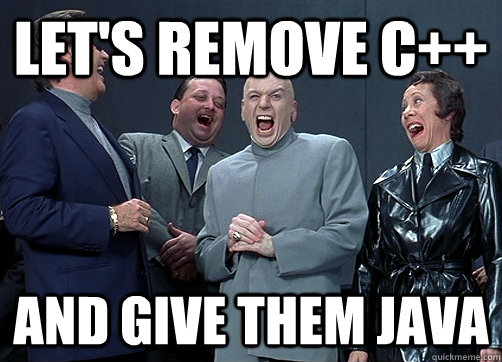 LET'S REMOVE C++
AND GIVE THEM JAVA
quickmeme.com